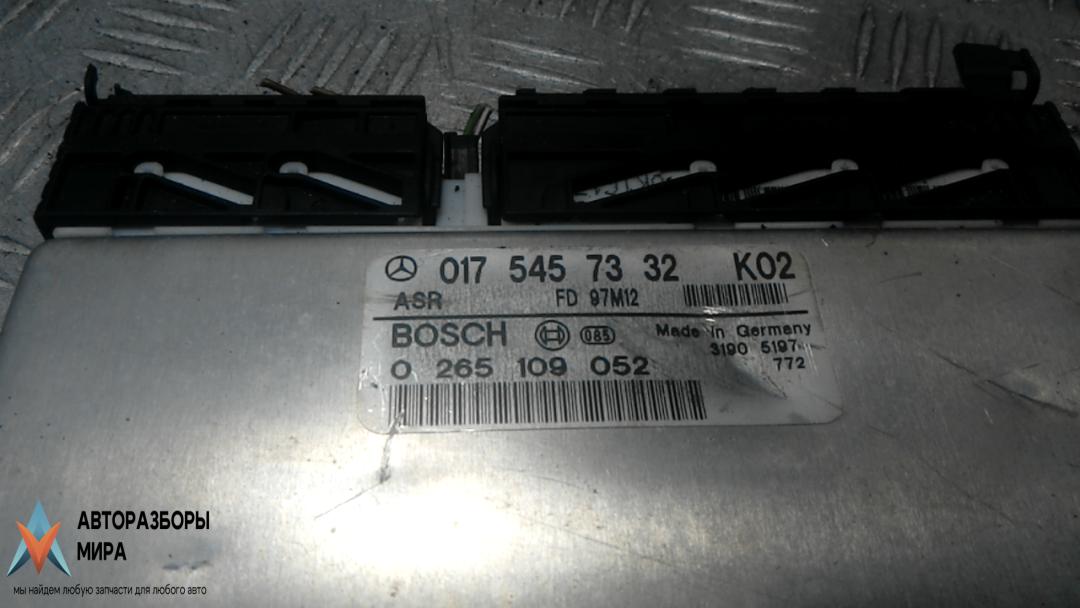 017 545 73 32 K02
ASR FD 97M12
BOSCH 085 Made in Germany
3190 5197
0 265 109 052 772
АВТОРАЗБОРЫ
МИРА
мы найдем любую запчасти для любого авто